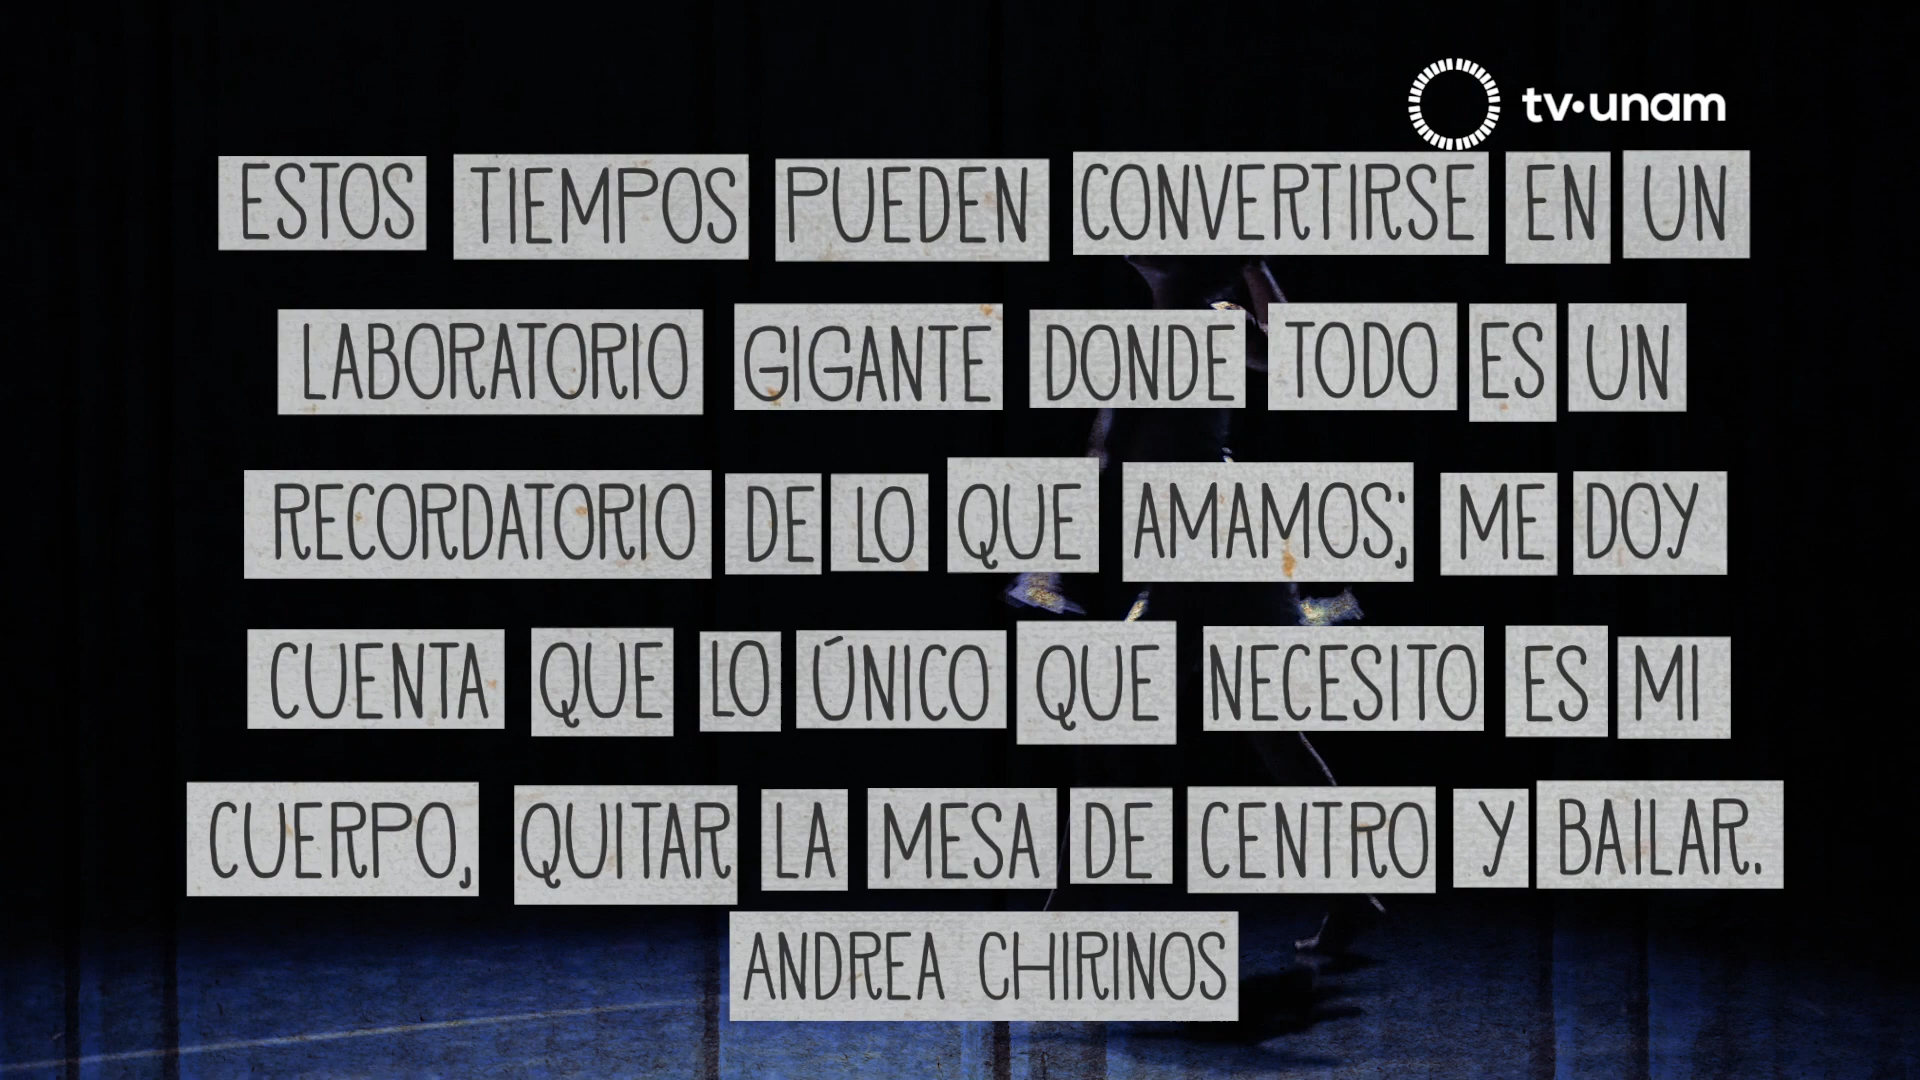 tv·unam
ESTOS TIEMPOS PUEDEN CONVERTIRSE EN UN
LABORATORIO GIGANTE DONDE TODO ES UN
RECORDATORIO DE LO QUE AMAMOS; ME DOY
CUENTA QUE LO ÚNICO QUE NECESITO ES MI
CUERPO, QUITAR LA MESA DE CENTRO Y BAILAR.
ANDREA CHIRINOS